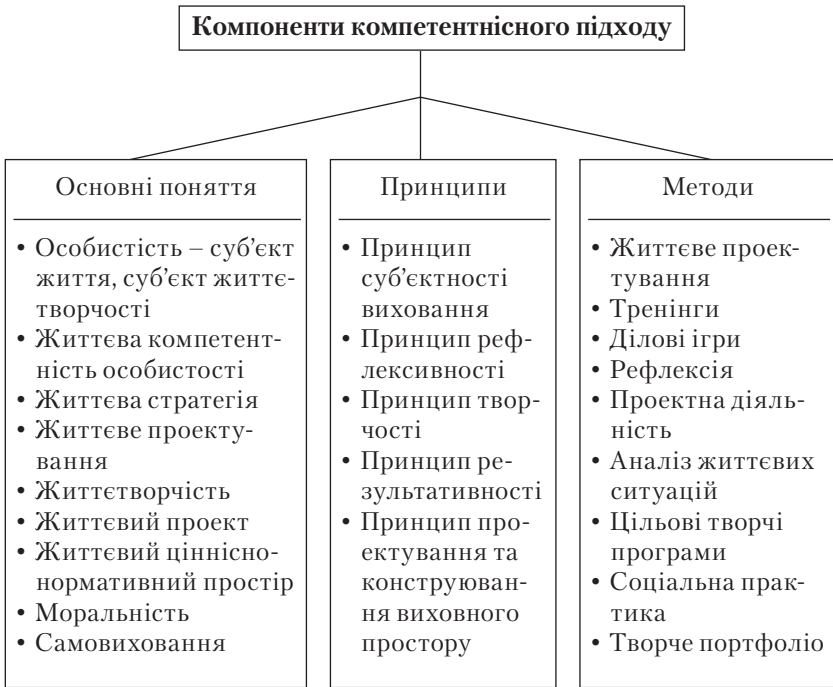 Компоненти компетентнісного підходу
Основні поняття
• Особистість – суб’єкт
життя, суб’єкт життє-
творчості
• Життєва компетент-
ність особистості
• Життєва стратегія
• Життєве проекту-
вання
• Життєтворчість
• Життєвий проект
• Життєвий ціннісно-
нормативний простір
• Моральність
• Самовиховання
Принципи
• Принцип
суб’єктності
виховання
• Принцип реф-
лексивності
• Принцип твор-
чості
• Принцип ре-
зультативності
• Принцип про-
ектування та
конструюван-
ня виховного
простору
Методи
• Життєве проек-
тування
• Тренінги
• Ділові ігри
• Рефлексія
• Проектна діяль-
ність
• Аналіз життєвих
ситуацій
• Цільові творчі
програми
• Соціальна прак-
тика
• Творче портфоліо